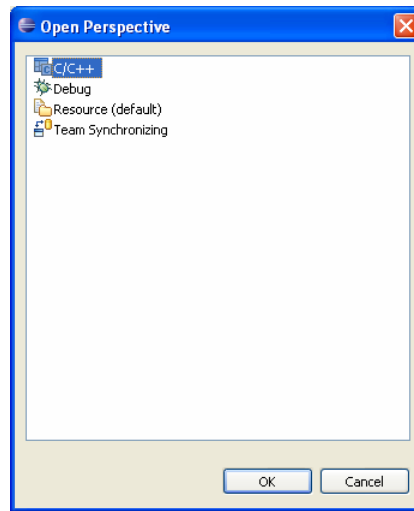 Open Perspective
C/C++
Debug
Resource (default)
Team Synchronizing
OK
Cancel